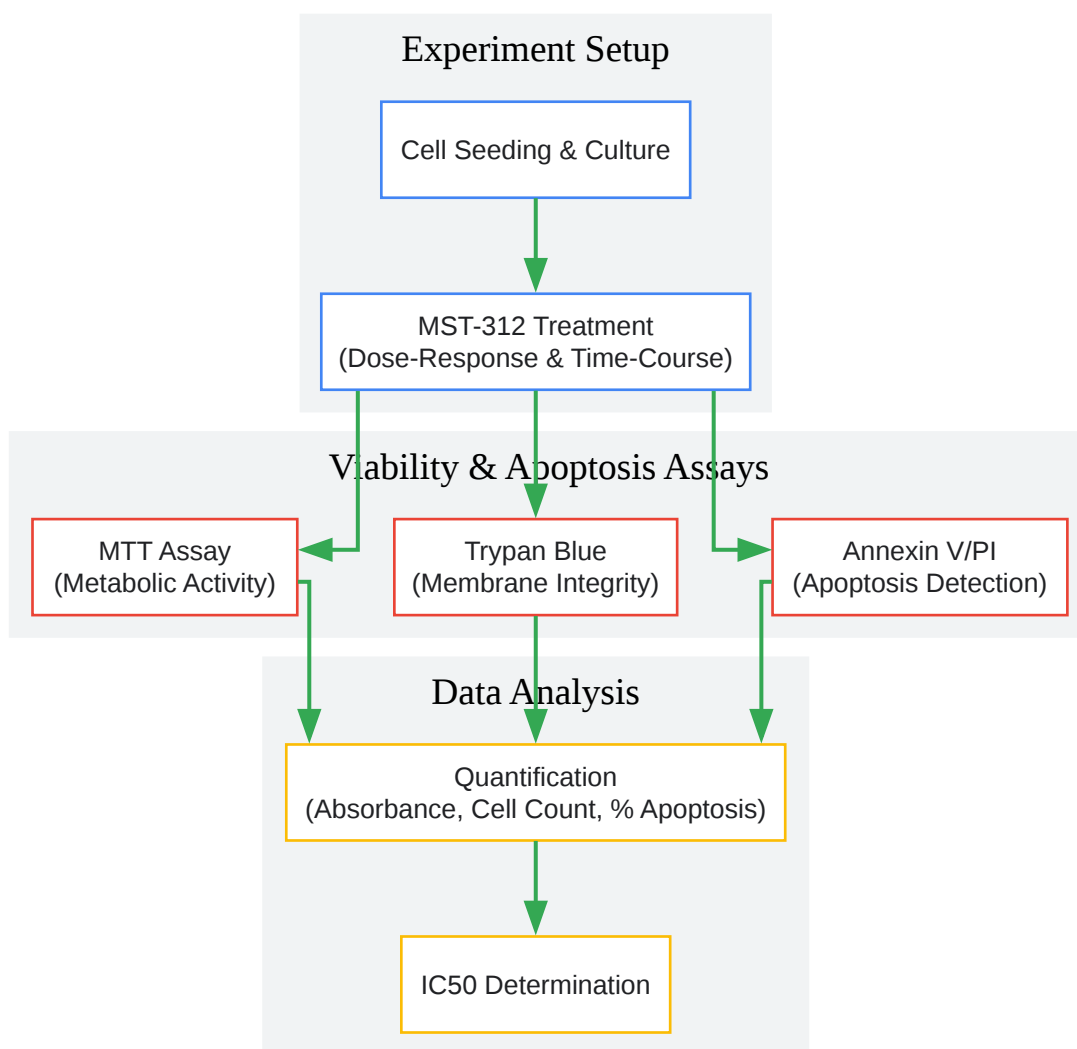 Experiment Setup
Cell Seeding & Culture
MST-312 Treatment
(Dose-Response & Time-Course)
Viability & Apoptosis Assays
MTT Assay
(Metabolic Activity)
Trypan Blue
(Membrane Integrity)
Annexin V/PI
(Apoptosis Detection)
Data Analysis
Quantification
(Absorbance, Cell Count, % Apoptosis)
IC50 Determination